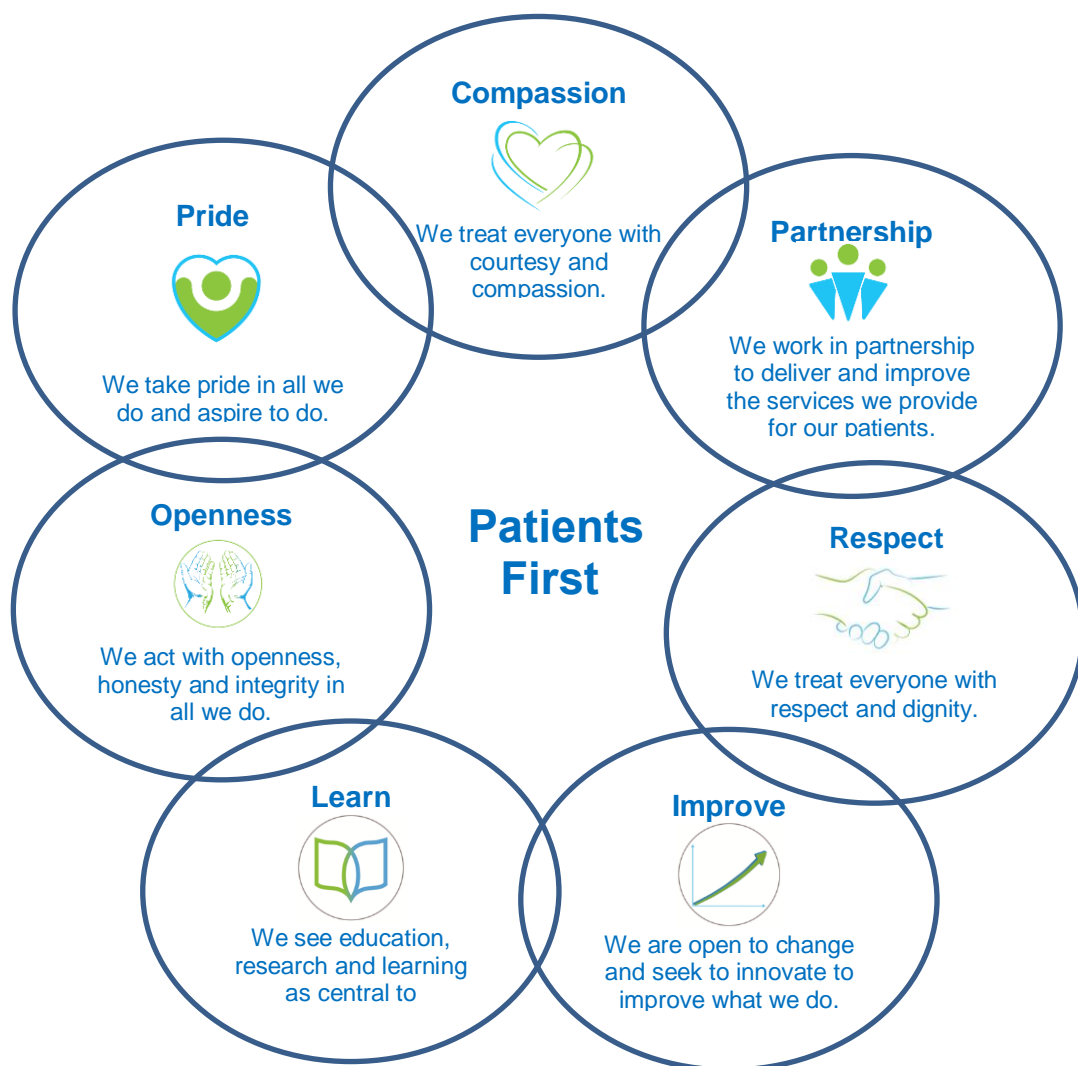 Compassion
We treat everyone with
courtesy and
compassion.
Pride
We take pride in all we
do and aspire to do.
Partnership
We work in partnership
to deliver and improve
the services we provide
for our patients.
Openness
We act with openness,
honesty and integrity in
all we do.
Patients
First
Respect
We treat everyone with
respect and dignity.
Learn
We see education,
research and learning
as central to
Improve
We are open to change
and seek to innovate to
improve what we do.